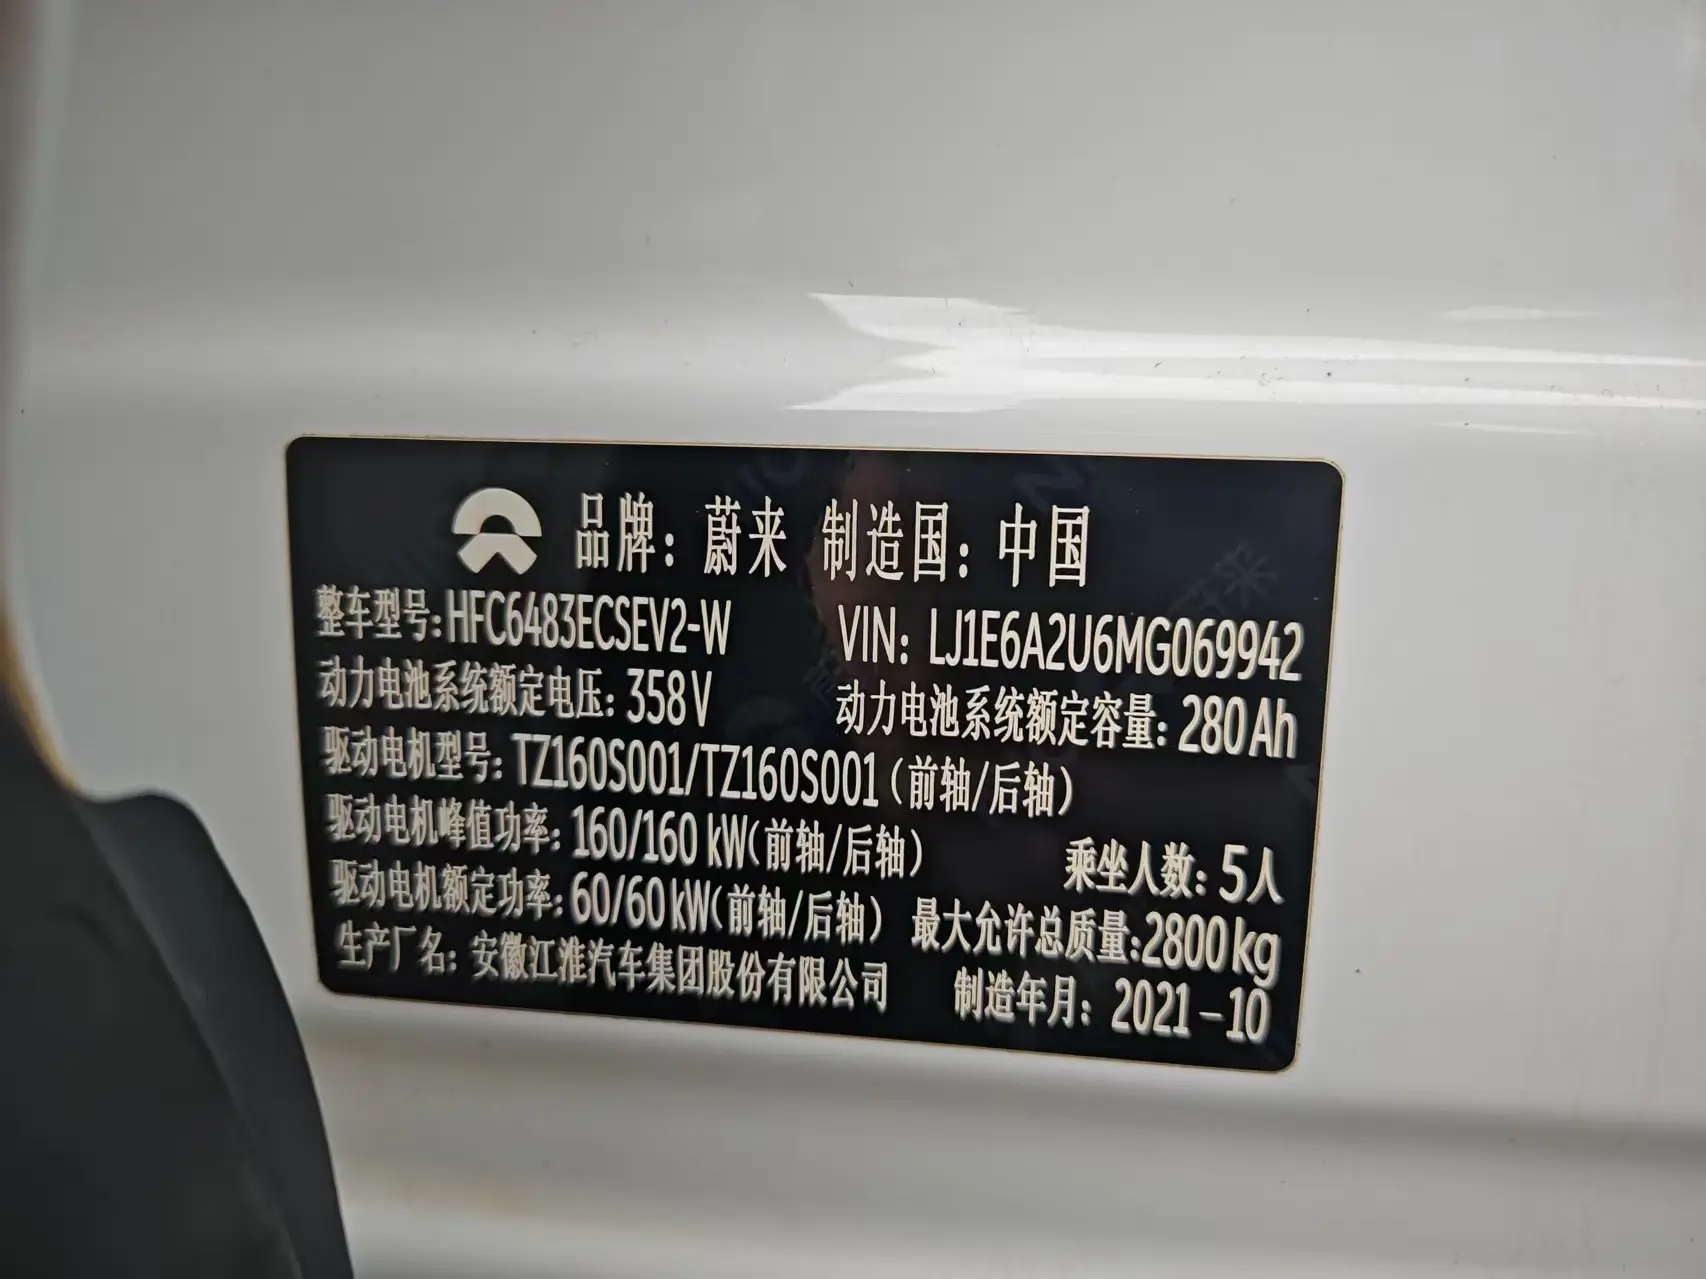 品牌：蔚来 制造国：中国
整车型号：HFC6483ECSEV2-W VIN：LJ1E6A2U6MG069942
动力电池系统额定电压：358V 动力电池系统额定容量：280Ah
驱动电机型号：TZ160S001/TZ160S001（前轴/后轴）
驱动电机峰值功率：160/160 kW（前轴/后轴） 乘坐人数：5人
驱动电机额定功率：60/60kW（前轴/后轴） 最大允许总质量：2800kg
生产厂名：安徽江淮汽车集团股份有限公司 制造年月：2021-10